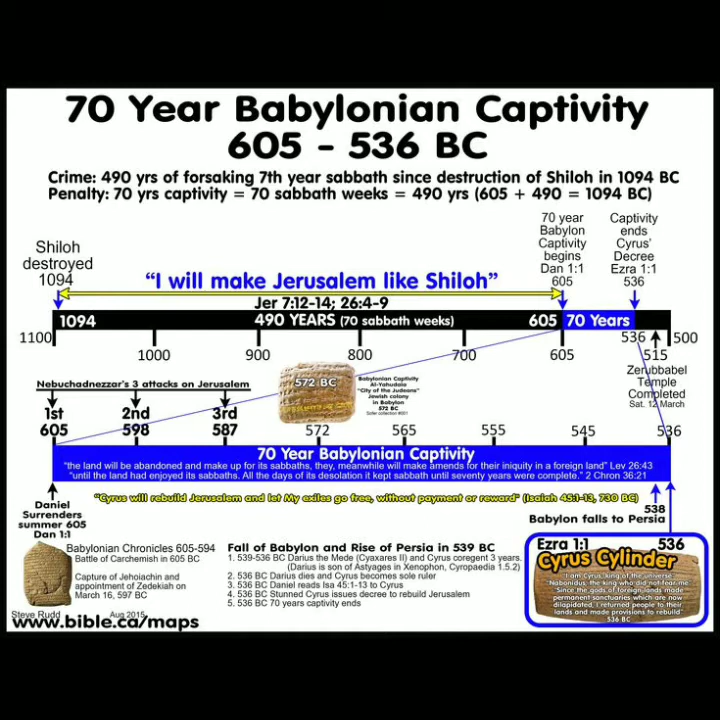 70 Year Babylonian Captivity
605 - 536 BC
Crime: 490 yrs of forsaking 7th year sabbath since destruction of Shiloh in 1094 BC
Penalty: 70 yrs captivity = 70 sabbath weeks = 490 yrs (605 + 490 = 1094 BC)
Shiloh
destroyed
1094
70 year
Babylon
Captivity
begins
Dan 1:1
605
Captivity
ends
Cyrus'
Decree
Ezra 1:1
536
"I will make Jerusalem like Shiloh"
Jer 7:12-14; 26:4-9
1094 490 YEARS (70 sabbath weeks) 605 70 Years
1100 1000 900 800 700 605 536 515 500
Zerubbabel
Temple
Completed
Sat. 12 March
Nebuchadnezzar's 3 attacks on Jerusalem
1st 2nd 3rd
605 598 587 572 565 555 545 536
572 BC
Babylonian Captivity
Al-Yahudaia
"City of the Judeans"
Jewish colony
in Babylon
572 BC
70 Year Babylonian Captivity
"the land will be abandoned and make up for its sabbaths, they, meanwhile will make amends for their iniquity in a foreign land" Lev 26:43
"until the land had enjoyed its sabbaths. All the days of its desolation it kept sabbath until seventy years were complete." 2 Chron 36:21
"Cyrus will rebuild Jerusalem and let My exiles go free, without payment or reward" (Isaiah 45:1-13, 730 BC)
Daniel
Surrenders
summer 605
Dan 1:1
538
Babylon falls to Persia
Babylonian Chronicles 605-594
Battle of Carchemish in 605 BC
Capture of Jehoiachin and
appointment of Zedekiah on
March 16, 597 BC
Fall of Babylon and Rise of Persia in 539 BC
1. 539-536 BC Darius the Mede (Cyaxares II) and Cyrus coregent 3 years.
(Darius is son of Astyages in Xenophon, Cyropaedia 1.5.2)
2. 536 BC Darius dies and Cyrus becomes sole ruler
3. 536 BC Daniel reads Isa 45:1-13 to Cyrus
4. 536 BC Stunned Cyrus issues decree to rebuild Jerusalem
5. 536 BC 70 years captivity ends
Ezra 1:1 536
Cyrus Cylinder
"I am Cyrus, king of the universe.
Nabonidus: the king who did not fear me.
"Since the gods of foreign lands made
permanent sanctuaries which are now
dilapidated, I returned people to their
lands and made provisions to rebuild"
536 BC
Steve Rudd Aug 2015
www.bible.ca/maps